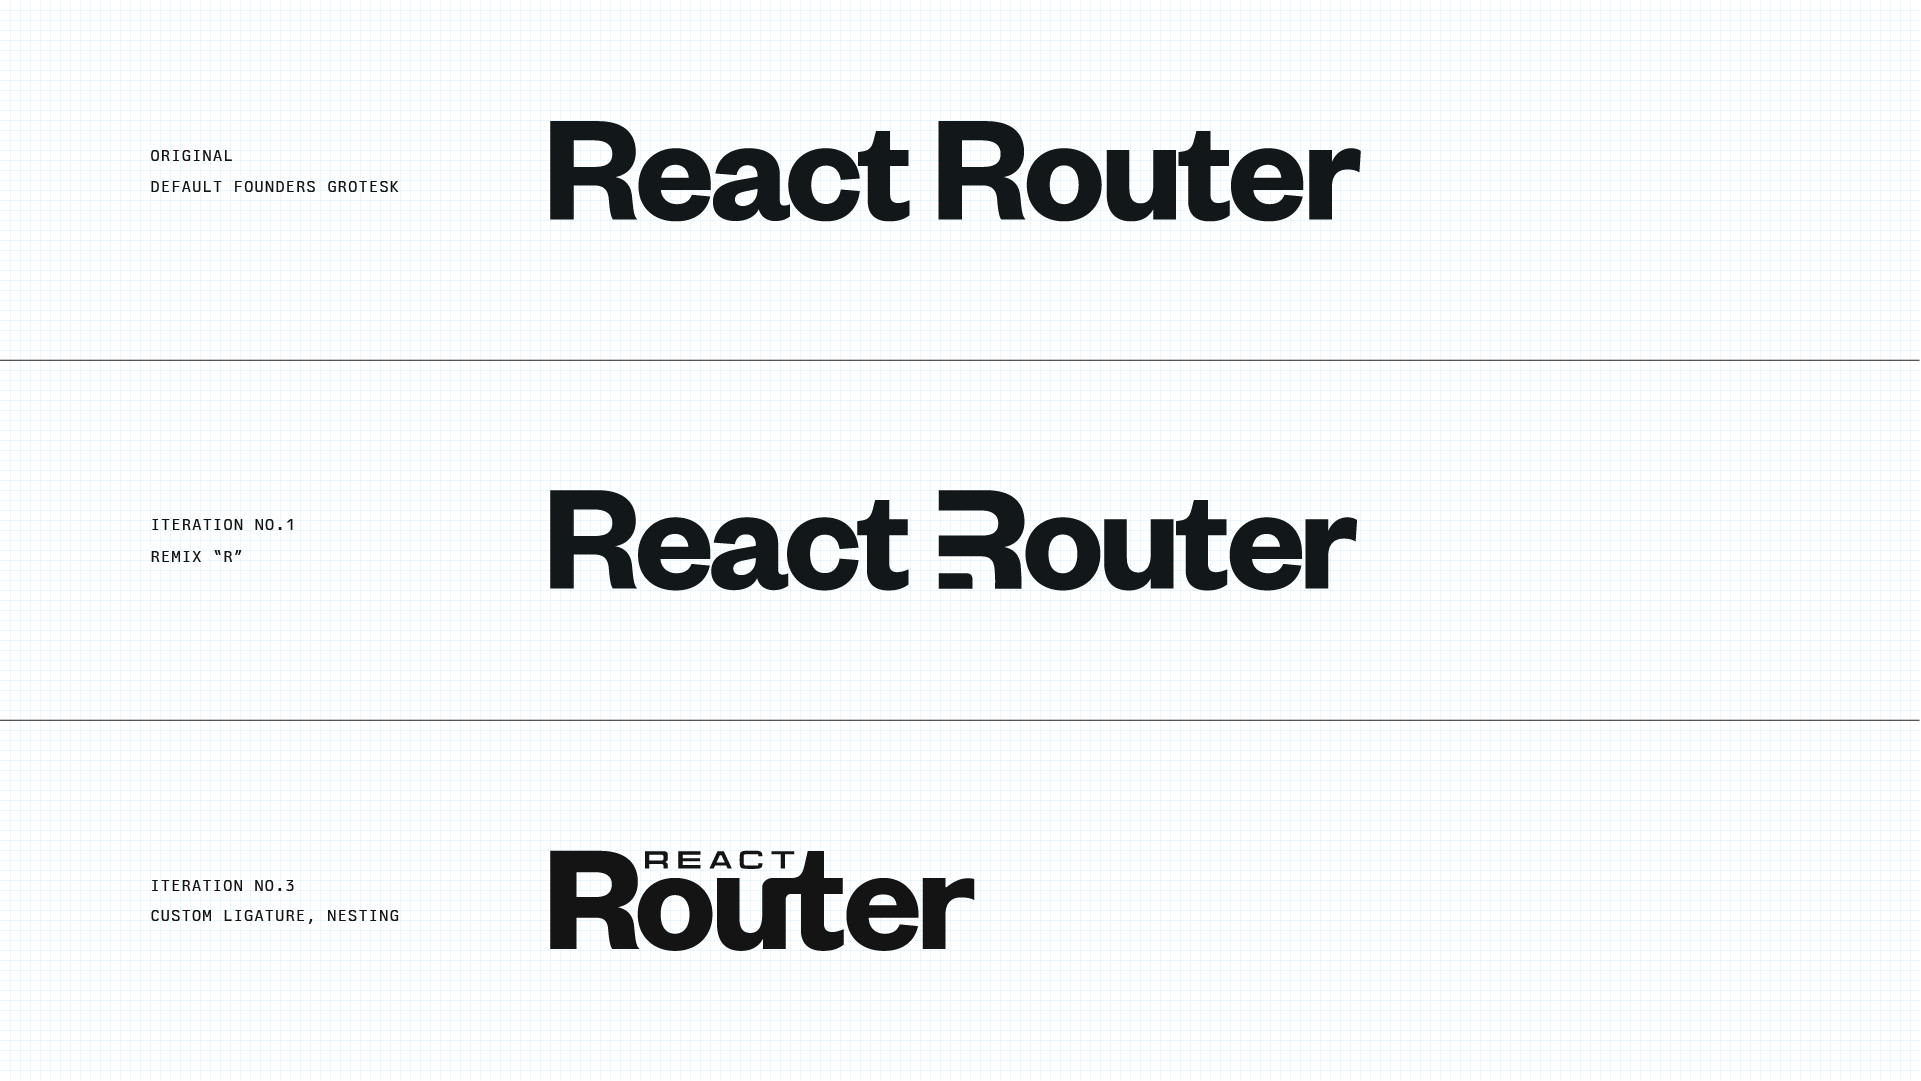 ORIGINAL
DEFAULT FOUNDERS GROTESK
React Router
ITERATION NO.1
REMIX “R”
React Router
ITERATION NO.3
CUSTOM LIGATURE, NESTING
REACT
Router